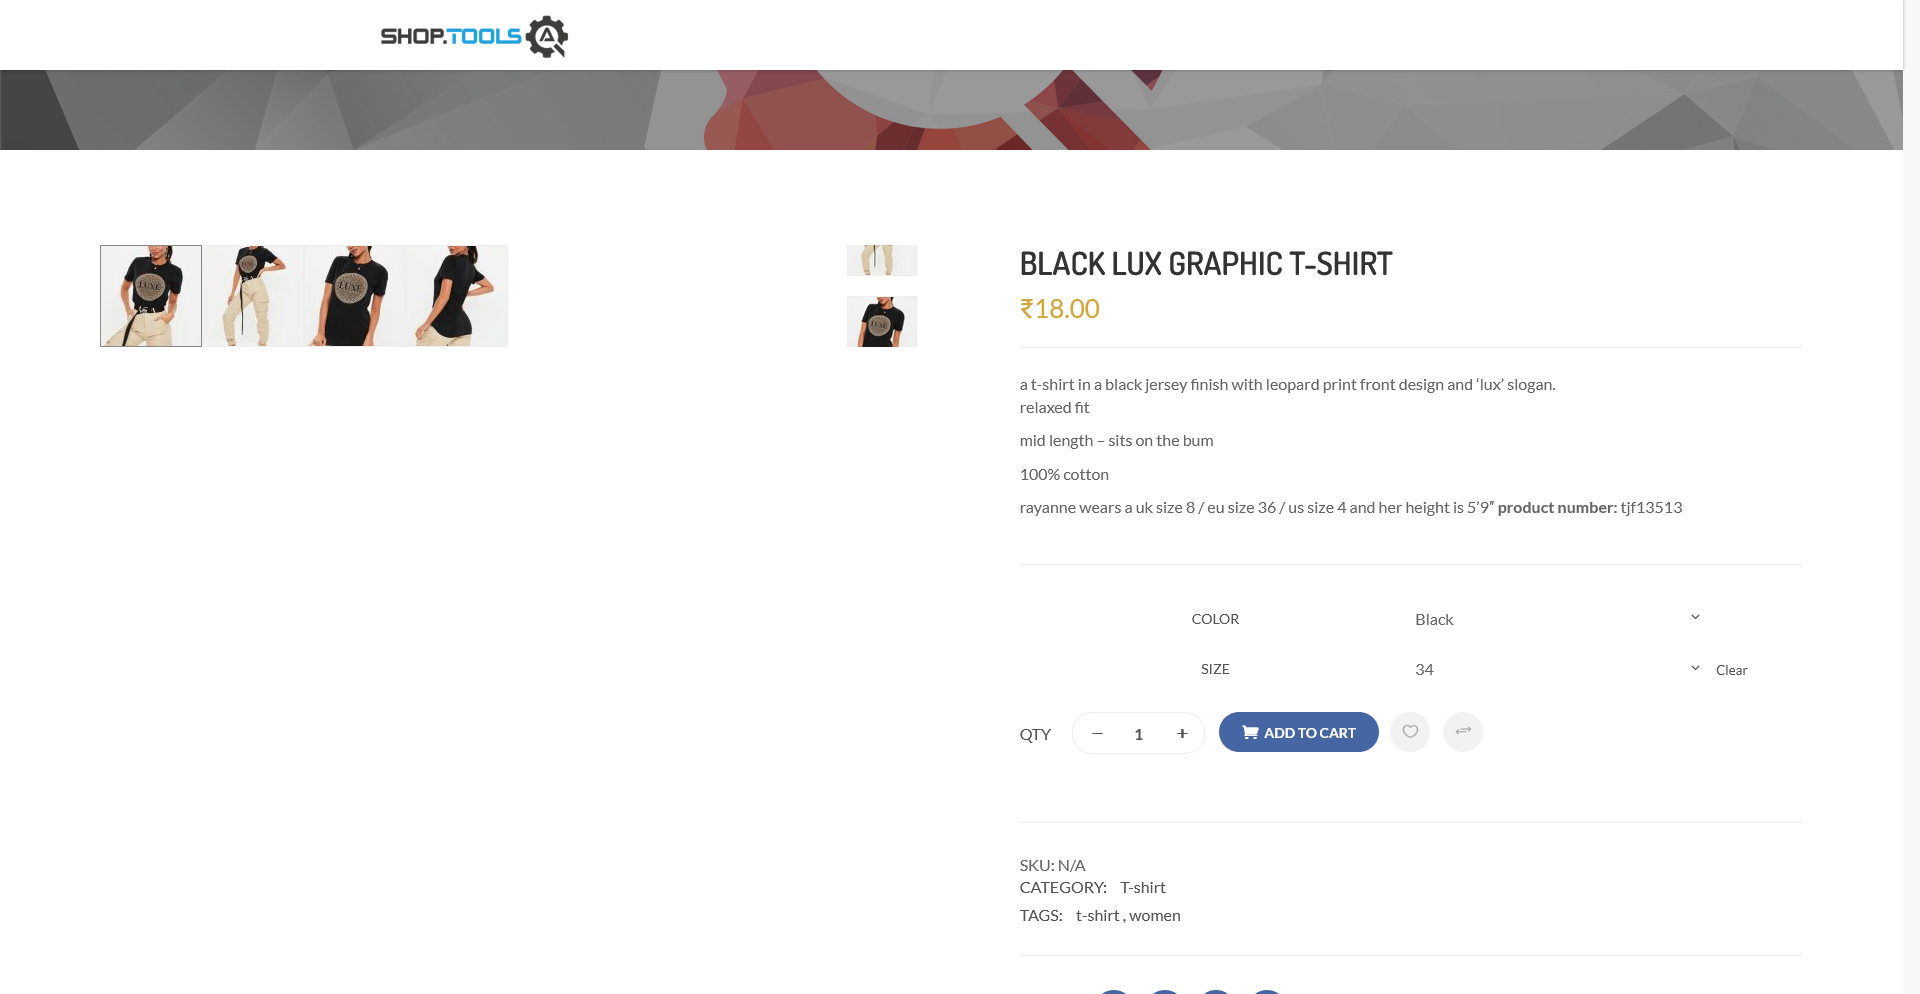 SHOP.TOOLS
BLACK LUX GRAPHIC T-SHIRT
₹18.00
a t-shirt in a black jersey finish with leopard print front design and ‘lux’ slogan.
relaxed fit
mid length – sits on the bum
100% cotton
rayanne wears a uk size 8 / eu size 36 / us size 4 and her height is 5’9” product number: tjf13513
COLOR Black
SIZE 34 Clear
QTY − 1 + ADD TO CART
SKU: N/A
CATEGORY: T-shirt
TAGS: t-shirt , women